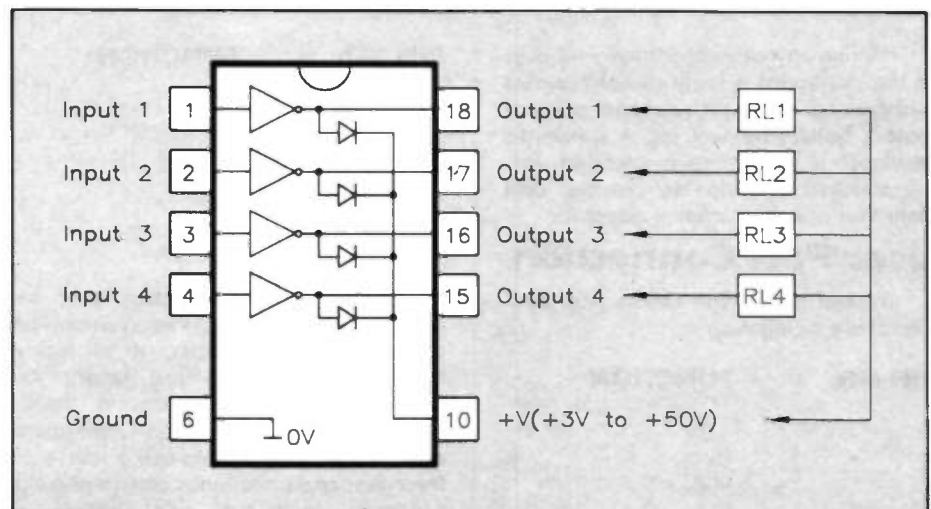 Input 1 1 18 Output 1 RL1
Input 2 2 17 Output 2 RL2
Input 3 3 16 Output 3 RL3
Input 4 4 15 Output 4 RL4
Ground 6 0V 10 +V(+3V to +50V)